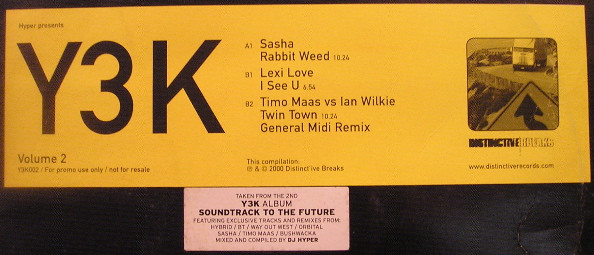 Hyper presents
Y3K
Volume 2
Y3K002 / For promo use only / not for resale
A1 Sasha
Rabbit Weed 10.24
B1 Lexi Love
I See U 6.54
B2 Timo Maas vs Ian Wilkie
Twin Town 10.24
General Midi Remix
This compilation.
℗ & © 2000 Distinct'ive Breaks
DISTINCT'IVE BREAKS
www.distinctiverecords.com
TAKEN FROM THE 2ND
Y3K ALBUM
SOUNDTRACK TO THE FUTURE
FEATURING EXCLUSIVE TRACKS AND REMIXES FROM:
HYBRID / BT / WAY OUT WEST / ORBITAL
SASHA / TIMO MAAS / BUSHWACKA
MIXED AND COMPILED BY DJ HYPER